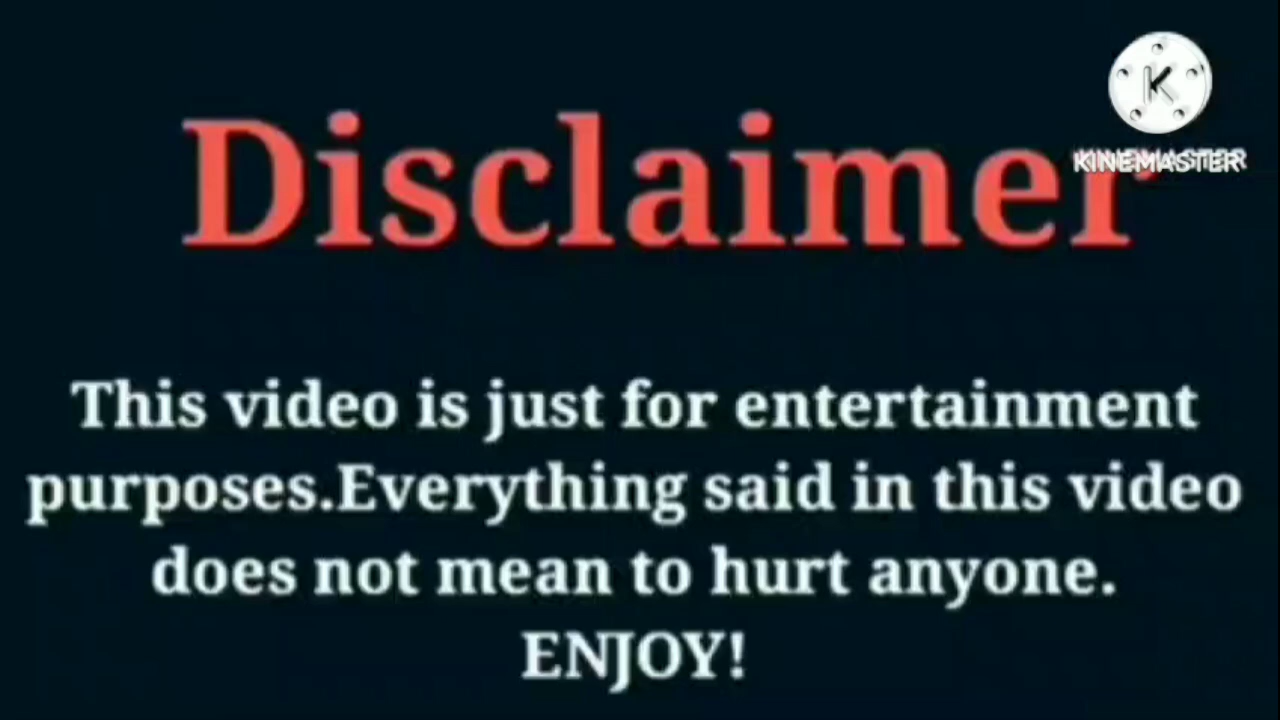 K
KINEMASTER
Disclaimer
This video is just for entertainment
purposes.Everything said in this video
does not mean to hurt anyone.
ENJOY!